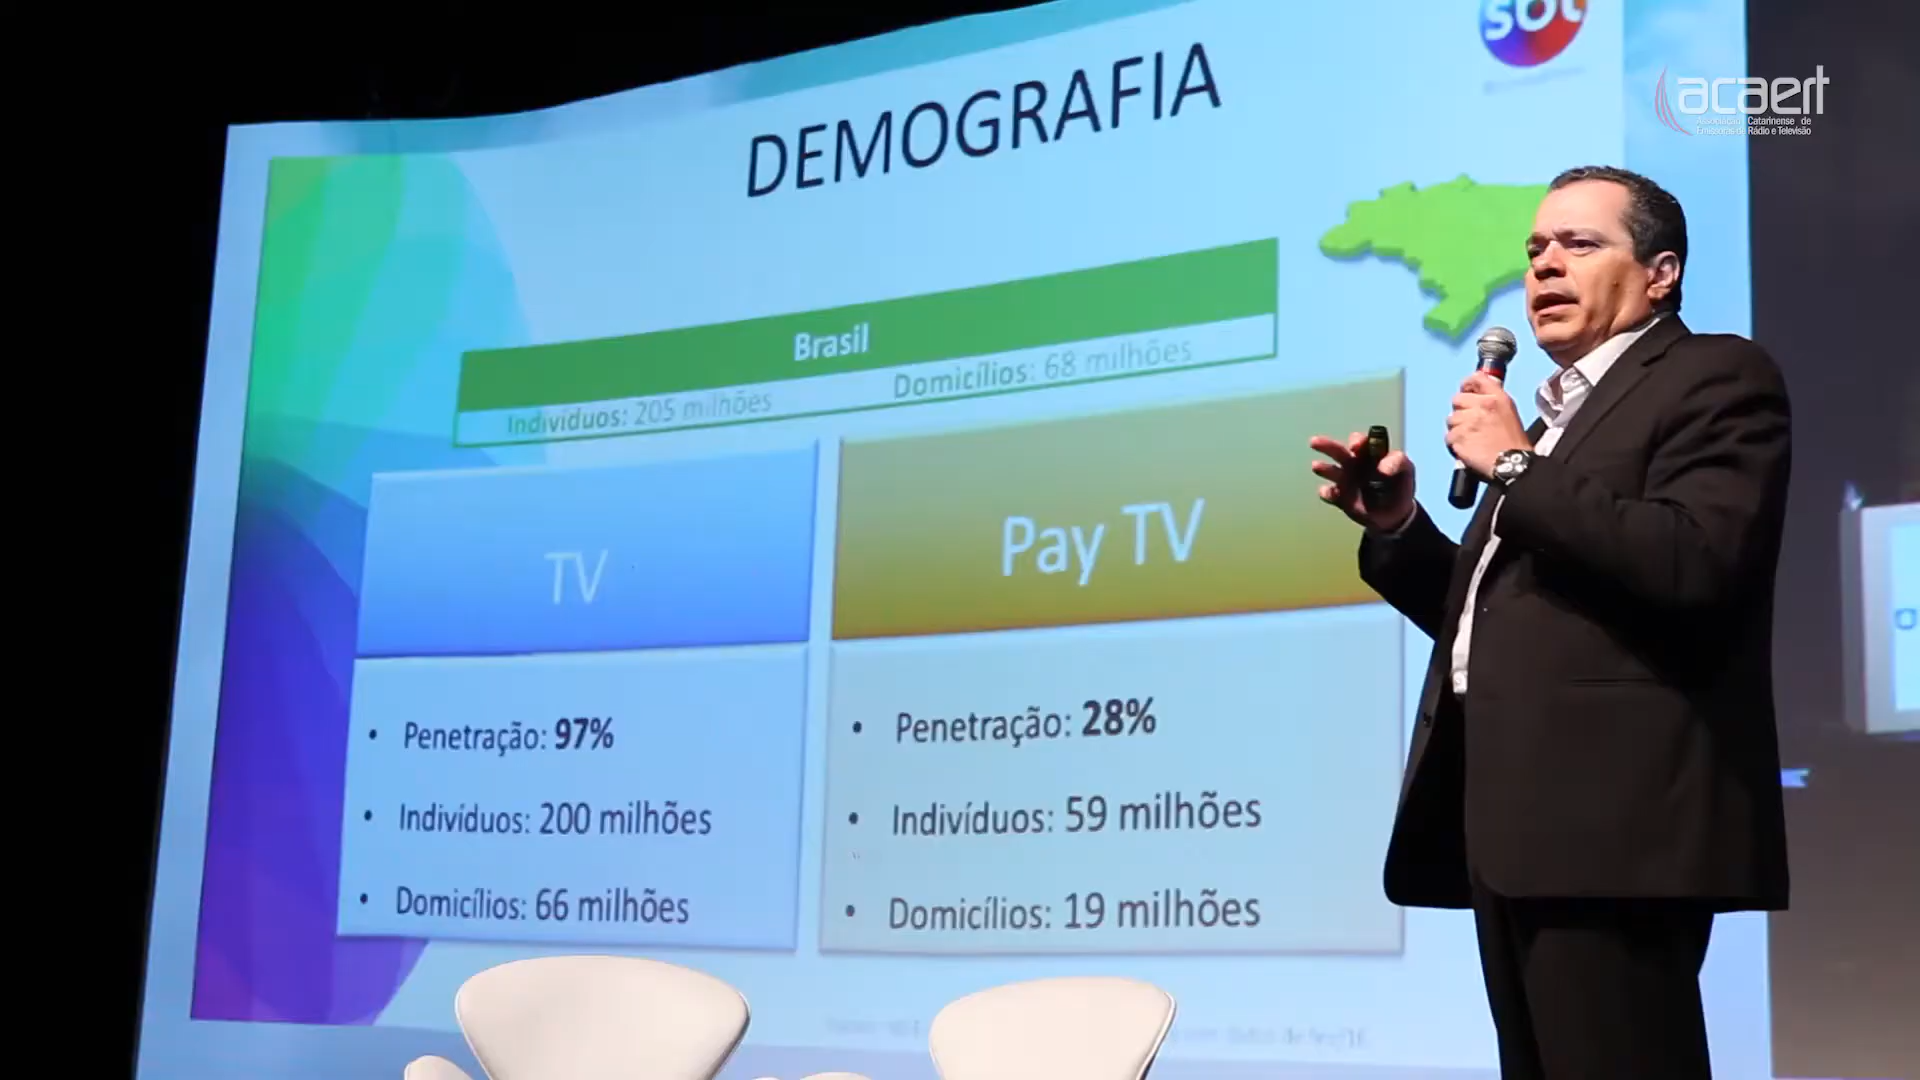 sbt
acaert
Associação Catarinense de
Emissoras de Rádio e Televisão
DEMOGRAFIA
Brasil
Indivíduos: 205 milhões
Domicílios: 68 milhões
TV
• Penetração: 97%
• Indivíduos: 200 milhões
• Domicílios: 66 milhões
Pay TV
• Penetração: 28%
• Indivíduos: 59 milhões
• Domicílios: 19 milhões